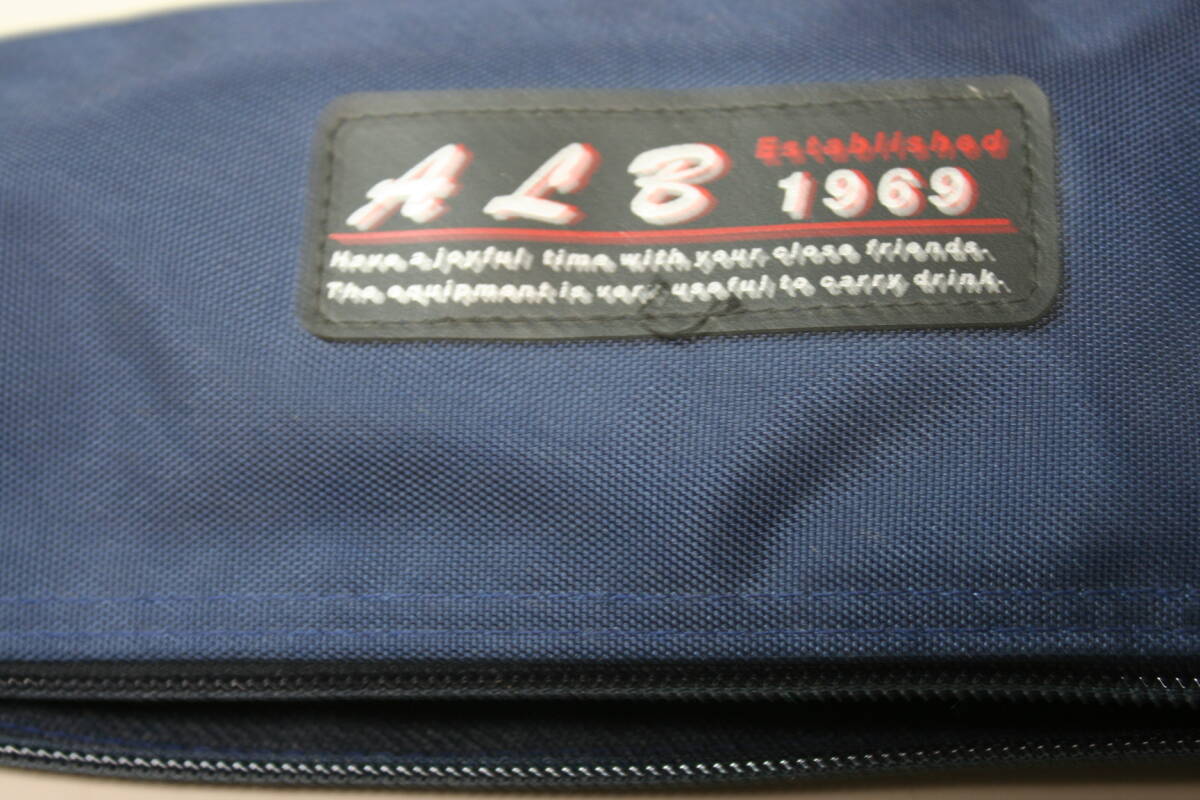 ALB Established
1969
Have a joyful time with your close friends.
The equipment is very useful to carry drink.